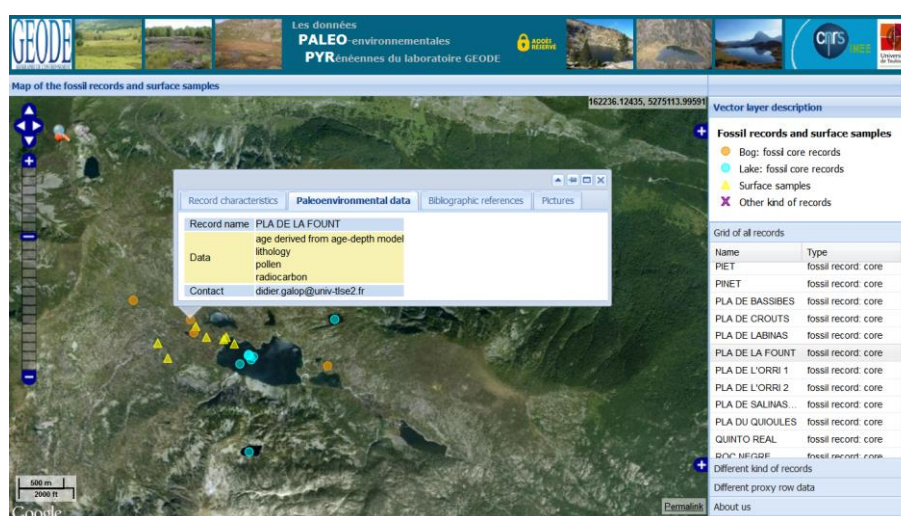 GEODE
Les données
PALEO-environnementales
PYRénéennes du laboratoire GEODE
ACCÈS
RÉSERVÉ
cnrs
INEE
Map of the fossil records and surface samples
162236.12435, 5275113.99591
Record characteristics Paleoenvironmental data Bibliographic references Pictures
Record name PLA DE LA FOUNT
Data
age derived from age-depth model
lithology
pollen
radiocarbon
Contact didier.galop@univ-tlse2.fr
500 m
2000 ft
Google
Permalink
Vector layer description
Fossil records and surface samples
Bog: fossil core records
Lake: fossil core records
Surface samples
Other kind of records
Grid of all records
Name Type
PIET fossil record: core
PINET fossil record: core
PLA DE BASSIBES fossil record: core
PLA DE CROUTS fossil record: core
PLA DE LABINAS fossil record: core
PLA DE LA FOUNT fossil record: core
PLA DE L'ORRI 1 fossil record: core
PLA DE L'ORRI 2 fossil record: core
PLA DE SALINAS... fossil record: core
PLA DU QUIOULES fossil record: core
QUINTO REAL fossil record: core
ROC NEGRE fossil record: core
Different kind of records
Different proxy row data
About us